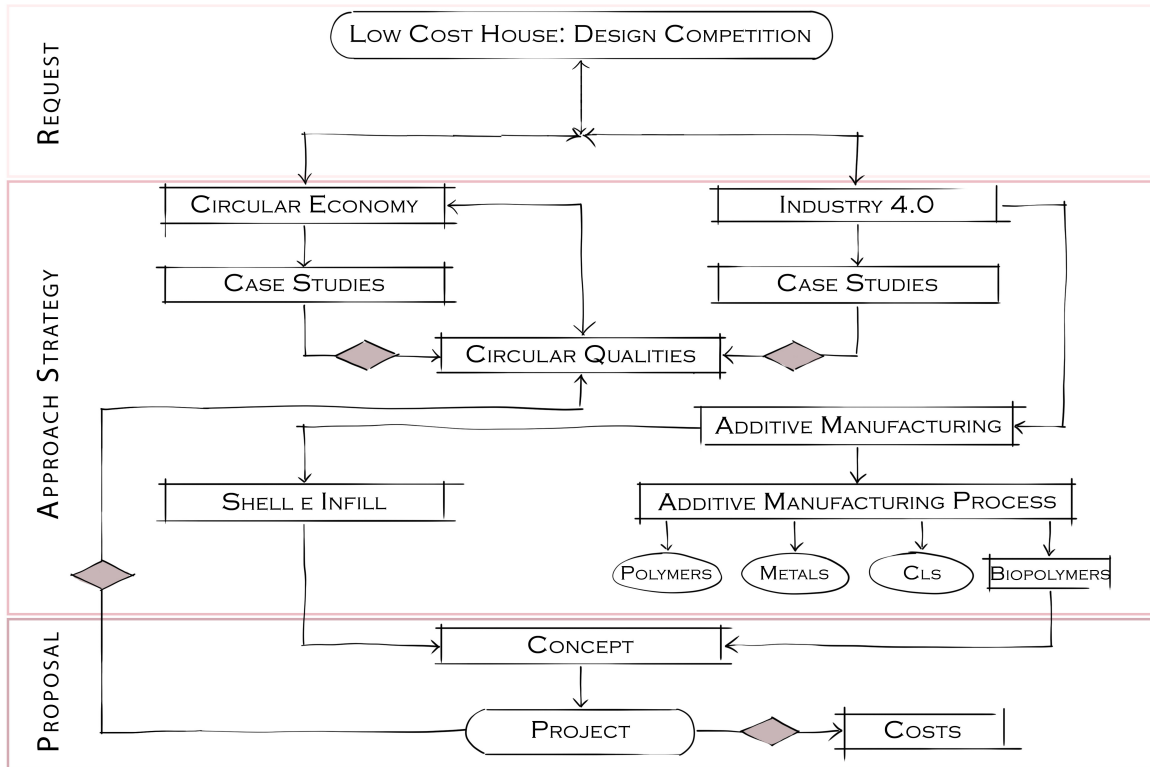 Low Cost House: Design Competition
Request
Circular Economy
Industry 4.0
Case Studies
Case Studies
Circular Qualities
Approach Strategy
Additive Manufacturing
Shell e Infill
Additive Manufacturing Process
Polymers
Metals
Cls
Biopolymers
Proposal
Concept
Project
Costs